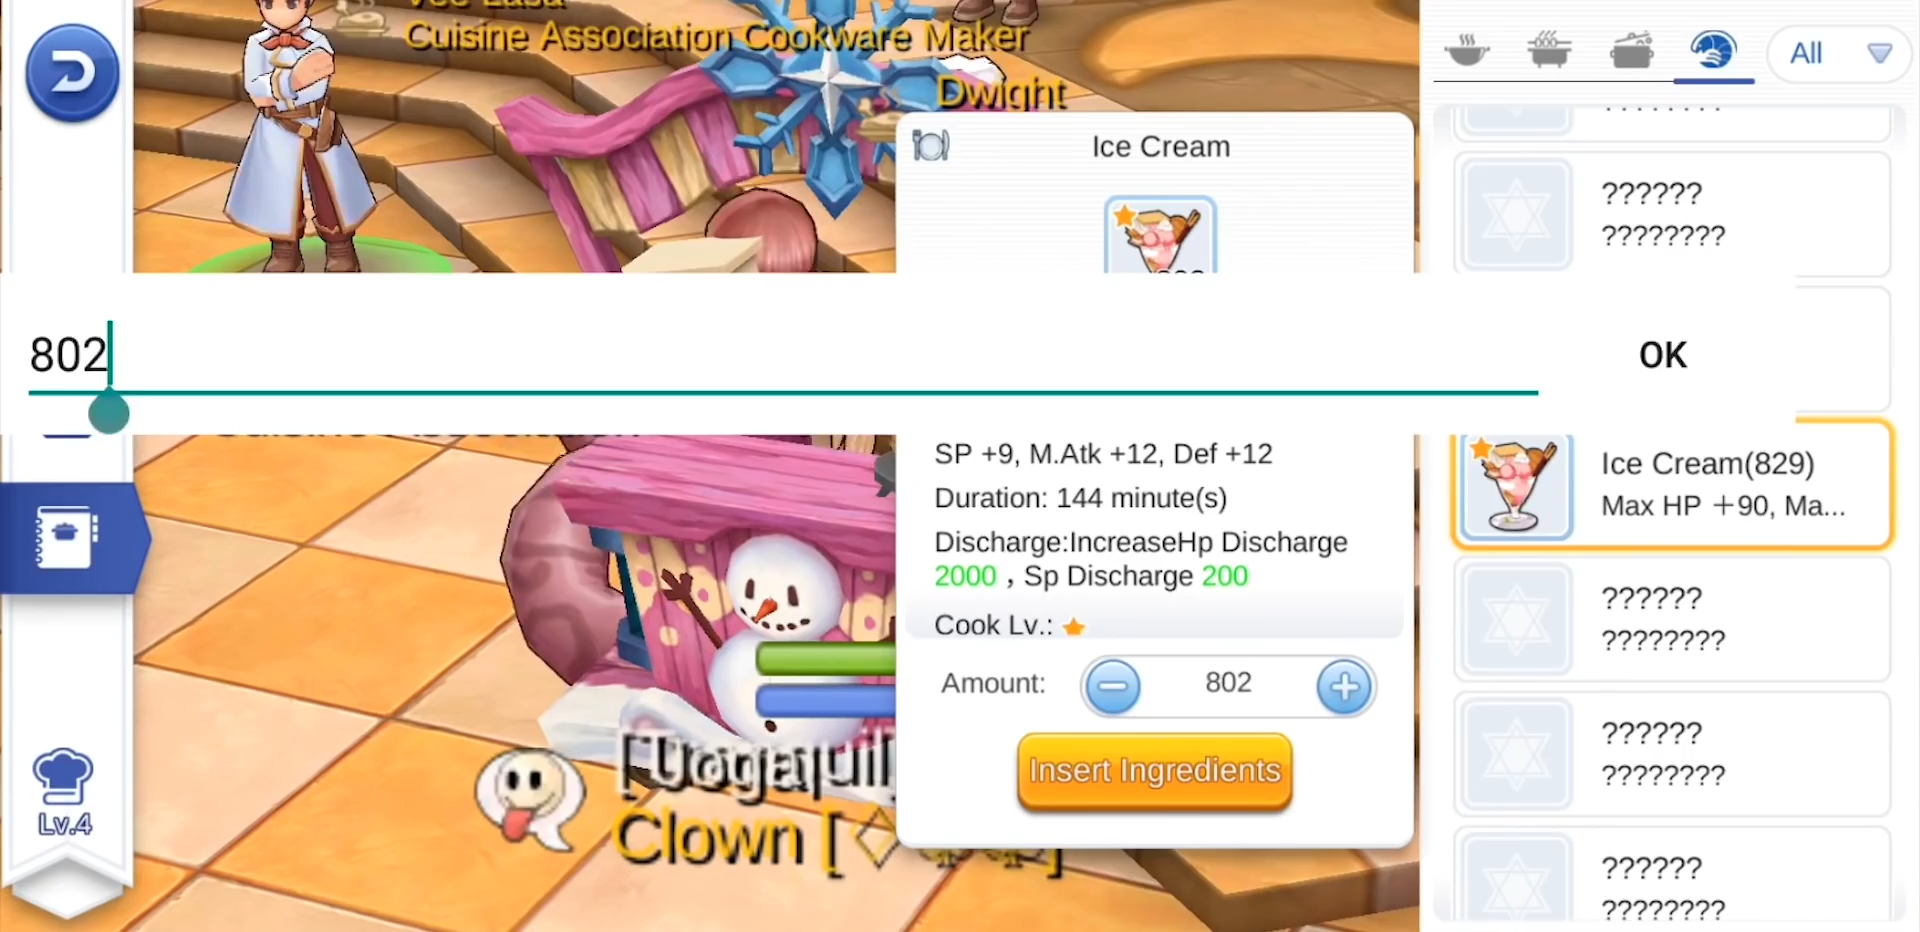 Cuisine Association Cookware Maker
Dwight
Ice Cream
802
OK
SP +9, M.Atk +12, Def +12
Duration: 144 minute(s)
Discharge:IncreaseHp Discharge
2000 , Sp Discharge 200
Cook Lv.:
Amount: 802
Insert Ingredients
Clown [
Lv.4
All
??????
????????
Ice Cream(829)
Max HP +90, Ma...
??????
????????
??????
????????
??????
????????